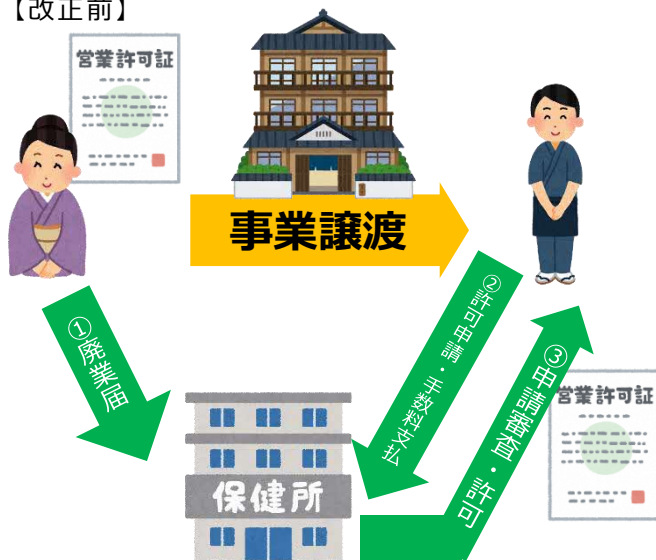 【改正前】
営業許可証
事業譲渡
①廃業届
②許可申請・手数料支払
③申請審査・許可
営業許可証
保健所